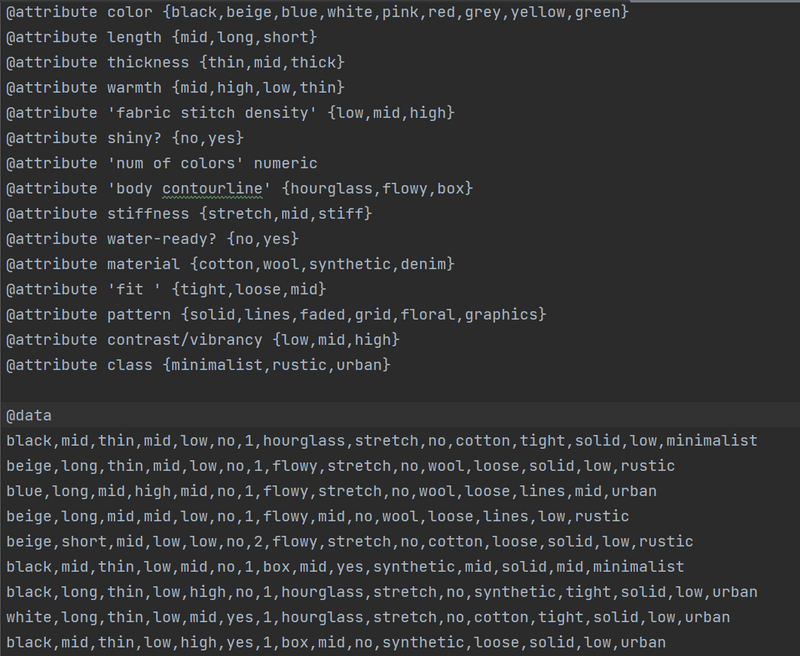 @attribute color {black,beige,blue,white,pink,red,grey,yellow,green}
@attribute length {mid,long,short}
@attribute thickness {thin,mid,thick}
@attribute warmth {mid,high,low,thin}
@attribute 'fabric stitch density' {low,mid,high}
@attribute shiny? {no,yes}
@attribute 'num of colors' numeric
@attribute 'body contourline' {hourglass,flowy,box}
@attribute stiffness {stretch,mid,stiff}
@attribute water-ready? {no,yes}
@attribute material {cotton,wool,synthetic,denim}
@attribute 'fit ' {tight,loose,mid}
@attribute pattern {solid,lines,faded,grid,floral,graphics}
@attribute contrast/vibrancy {low,mid,high}
@attribute class {minimalist,rustic,urban}
@data
black,mid,thin,mid,low,no,1,hourglass,stretch,no,cotton,tight,solid,low,minimalist
beige,long,thin,mid,low,no,1,flowy,stretch,no,wool,loose,solid,low,rustic
blue,long,mid,high,mid,no,1,flowy,stretch,no,wool,loose,lines,mid,urban
beige,long,mid,mid,low,no,1,flowy,mid,no,wool,loose,lines,low,rustic
beige,short,mid,low,low,no,2,flowy,stretch,no,cotton,loose,solid,low,rustic
black,mid,thin,low,mid,no,1,box,mid,yes,synthetic,mid,solid,mid,minimalist
black,long,thin,low,high,no,1,hourglass,stretch,no,synthetic,tight,solid,low,urban
white,long,thin,low,mid,yes,1,hourglass,stretch,no,cotton,tight,solid,low,urban
black,mid,thin,low,high,yes,1,box,mid,no,synthetic,loose,solid,low,urban